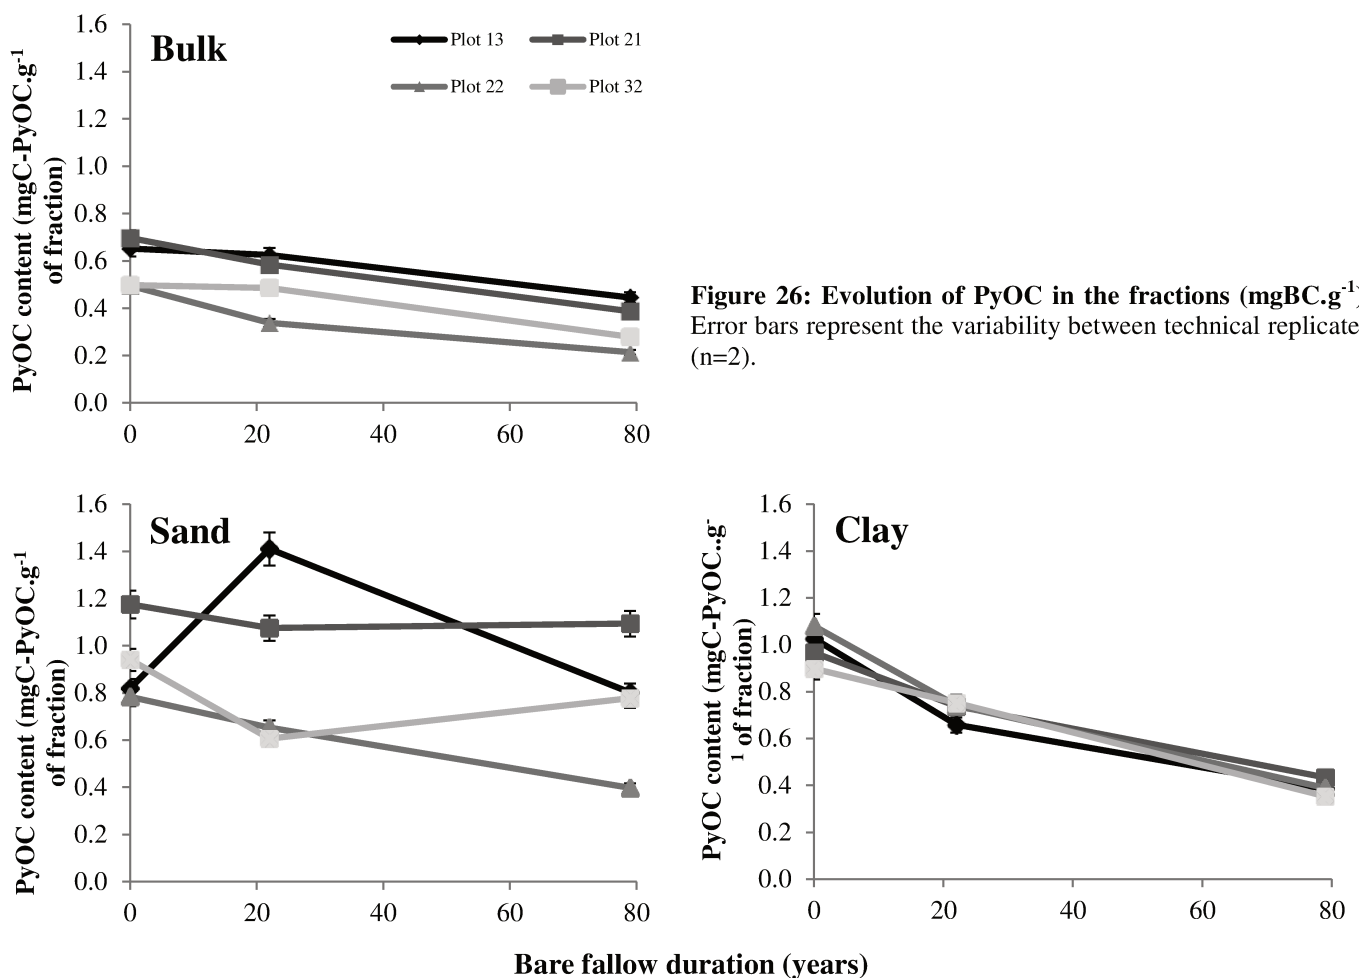 Bulk
Plot 13
Plot 21
Plot 22
Plot 32
PyOC content (mgC-PyOC.g-1
of fraction)
1.6
1.4
1.2
1.0
0.8
0.6
0.4
0.2
0.0
0 20 40 60 80
Figure 26: Evolution of PyOC in the fractions (mgBC.g-1)
Error bars represent the variability between technical replicate
(n=2).
Sand
PyOC content (mgC-PyOC.g-1
of fraction)
1.6
1.4
1.2
1.0
0.8
0.6
0.4
0.2
0.0
0 20 40 60 80
Clay
PyOC content (mgC-PyOC..g-
1 of fraction)
1.6
1.4
1.2
1.0
0.8
0.6
0.4
0.2
0.0
0 20 40 60 80
Bare fallow duration (years)